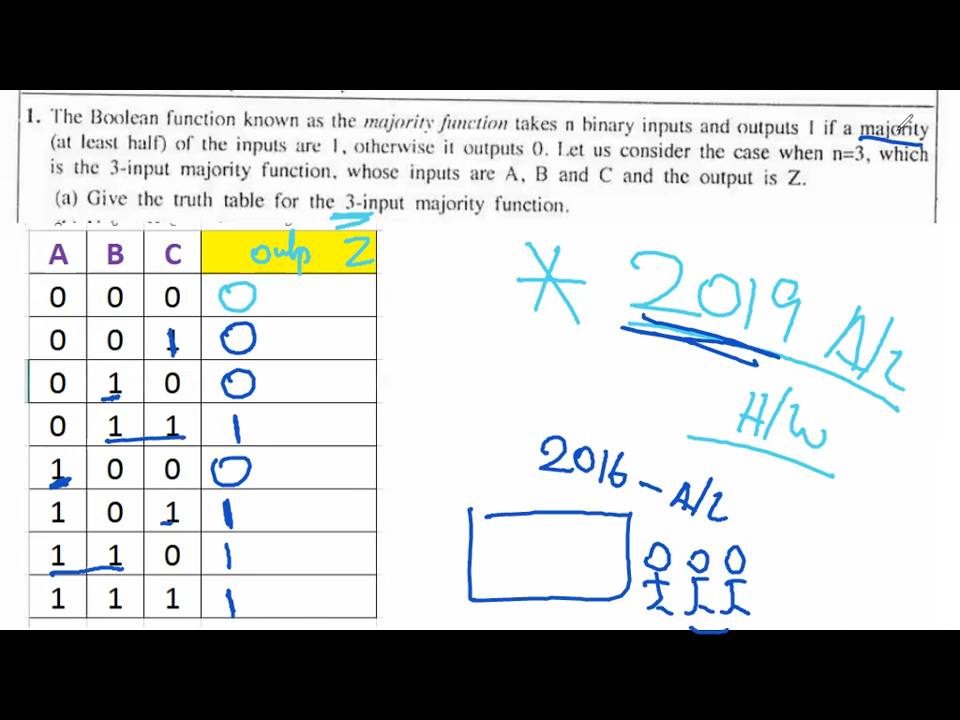 1. The Boolean function known as the majority function takes n binary inputs and outputs 1 if a majority
(at least half) of the inputs are 1, otherwise it outputs 0. Let us consider the case when n=3, which
is the 3-input majority function, whose inputs are A, B and C and the output is Z.
(a) Give the truth table for the 3-input majority function.
A B C outp Z
0 0 0 0
0 0 1 0
0 1 0 0
0 1 1 1
1 0 0 0
1 0 1 1
1 1 0 1
1 1 1 1
* 2019 A/L
H/W
2016 - A/L